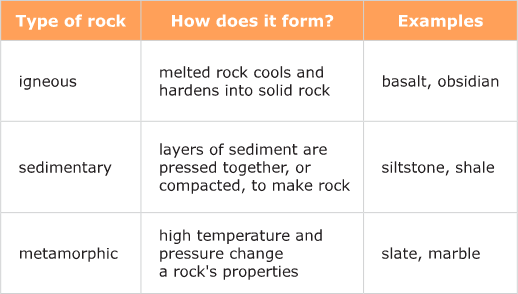 Type of rock
How does it form?
Examples
igneous
melted rock cools and
hardens into solid rock
basalt, obsidian
sedimentary
layers of sediment are
pressed together, or
compacted, to make rock
siltstone, shale
metamorphic
high temperature and
pressure change
a rock's properties
slate, marble